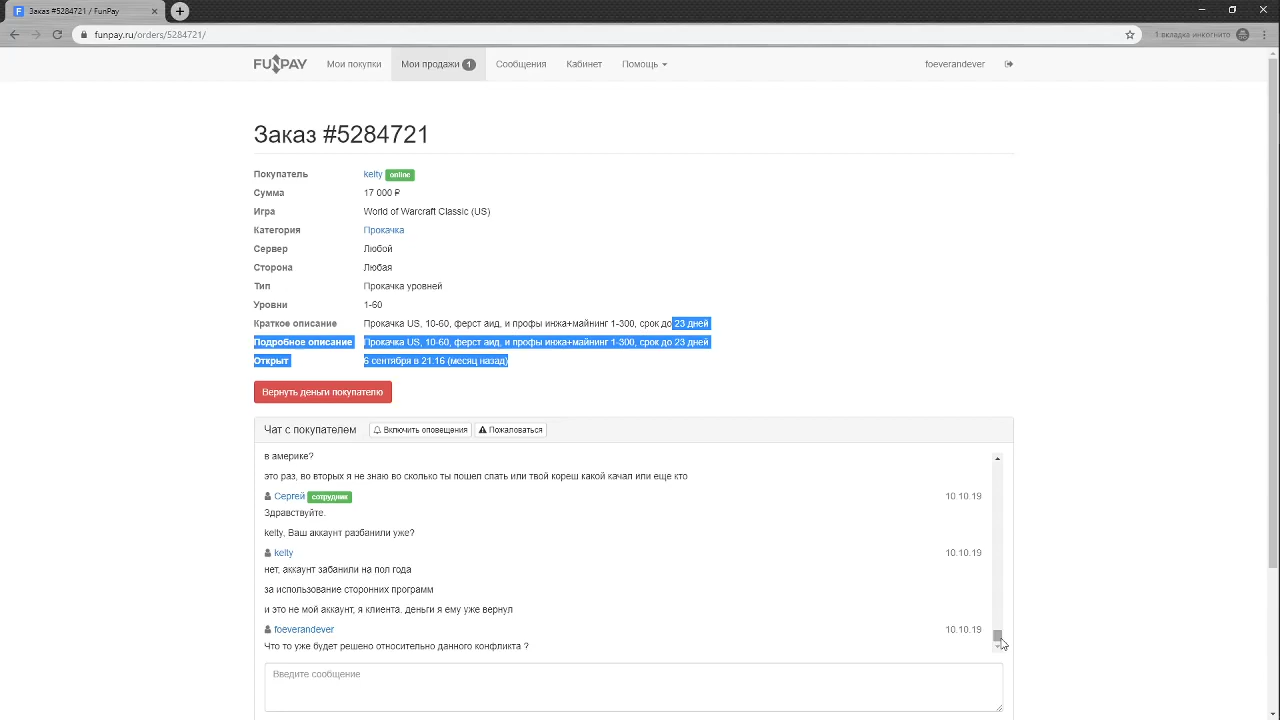 Заказ #5284721 / FunPay
funpay.ru/orders/5284721/
1 вкладка инкогнито
FUNPAY Мои покупки Мои продажи 1 Сообщения Кабинет Помощь foeverandever
Заказ #5284721
Покупатель kelty online
Сумма 17 000 ₽
Игра World of Warcraft Classic (US)
Категория Прокачка
Сервер Любой
Сторона Любая
Тип Прокачка уровней
Уровни 1-60
Краткое описание Прокачка US, 10-60, ферст аид, и профы инжа+майнинг 1-300, срок до 23 дней
Подробное описание Прокачка US, 10-60, ферст аид, и профы инжа+майнинг 1-300, срок до 23 дней
Открыт 6 сентября в 21:16 (месяц назад)
Вернуть деньги покупателю
Чат с покупателем Включить оповещения Пожаловаться
в америке?
это раз, во вторых я не знаю во сколько ты пошел спать или твой кореш какой качал или еще кто
Сергей сотрудник 10.10.19
Здравствуйте.
kelty, Ваш аккаунт разбанили уже?
kelty 10.10.19
нет, аккаунт забанили на пол года
за использование сторонних программ
и это не мой аккаунт, я клиента. деньги я ему уже вернул
foeverandever 10.10.19
Что то уже будет решено относительно данного конфликта ?
Введите сообщение